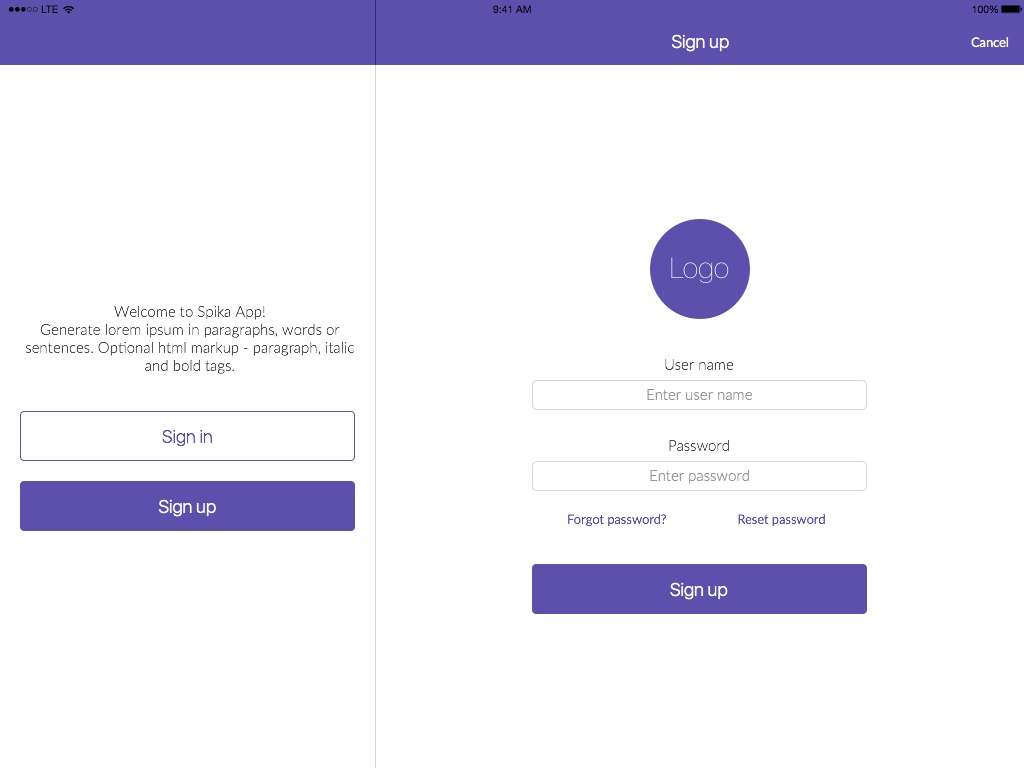 LTE
9:41 AM
100%
Sign up
Cancel
Welcome to Spika App!
Generate lorem ipsum in paragraphs, words or
sentences. Optional html markup - paragraph, italic
and bold tags.
Sign in
Sign up
Logo
User name
Enter user name
Password
Enter password
Forgot password?
Reset password
Sign up